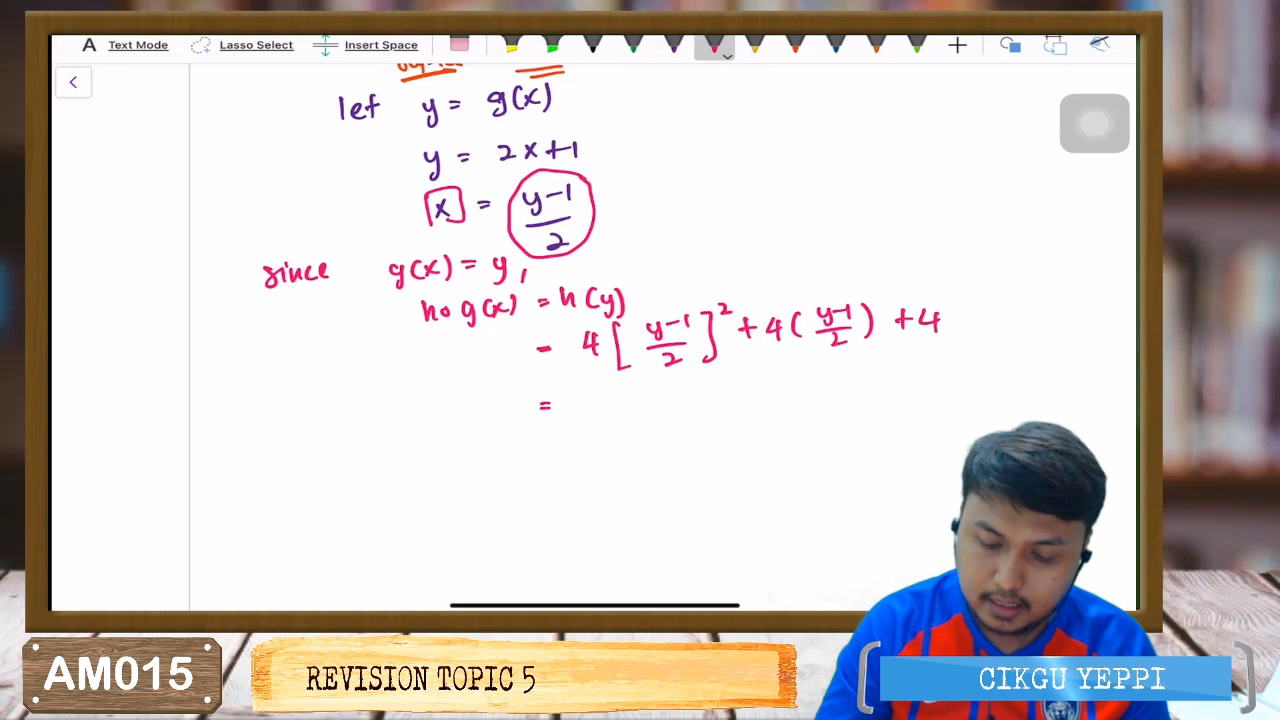 A Text Mode Lasso Select Insert Space
let y = g(x)
y = 2x+1
x = y-1/2
since g(x) = y,
ho g(x) = h(y)
= 4[y-1/2]² + 4(y-1/2) + 4
=
AM015
REVISION TOPIC 5
[CIKGU YEPPI]